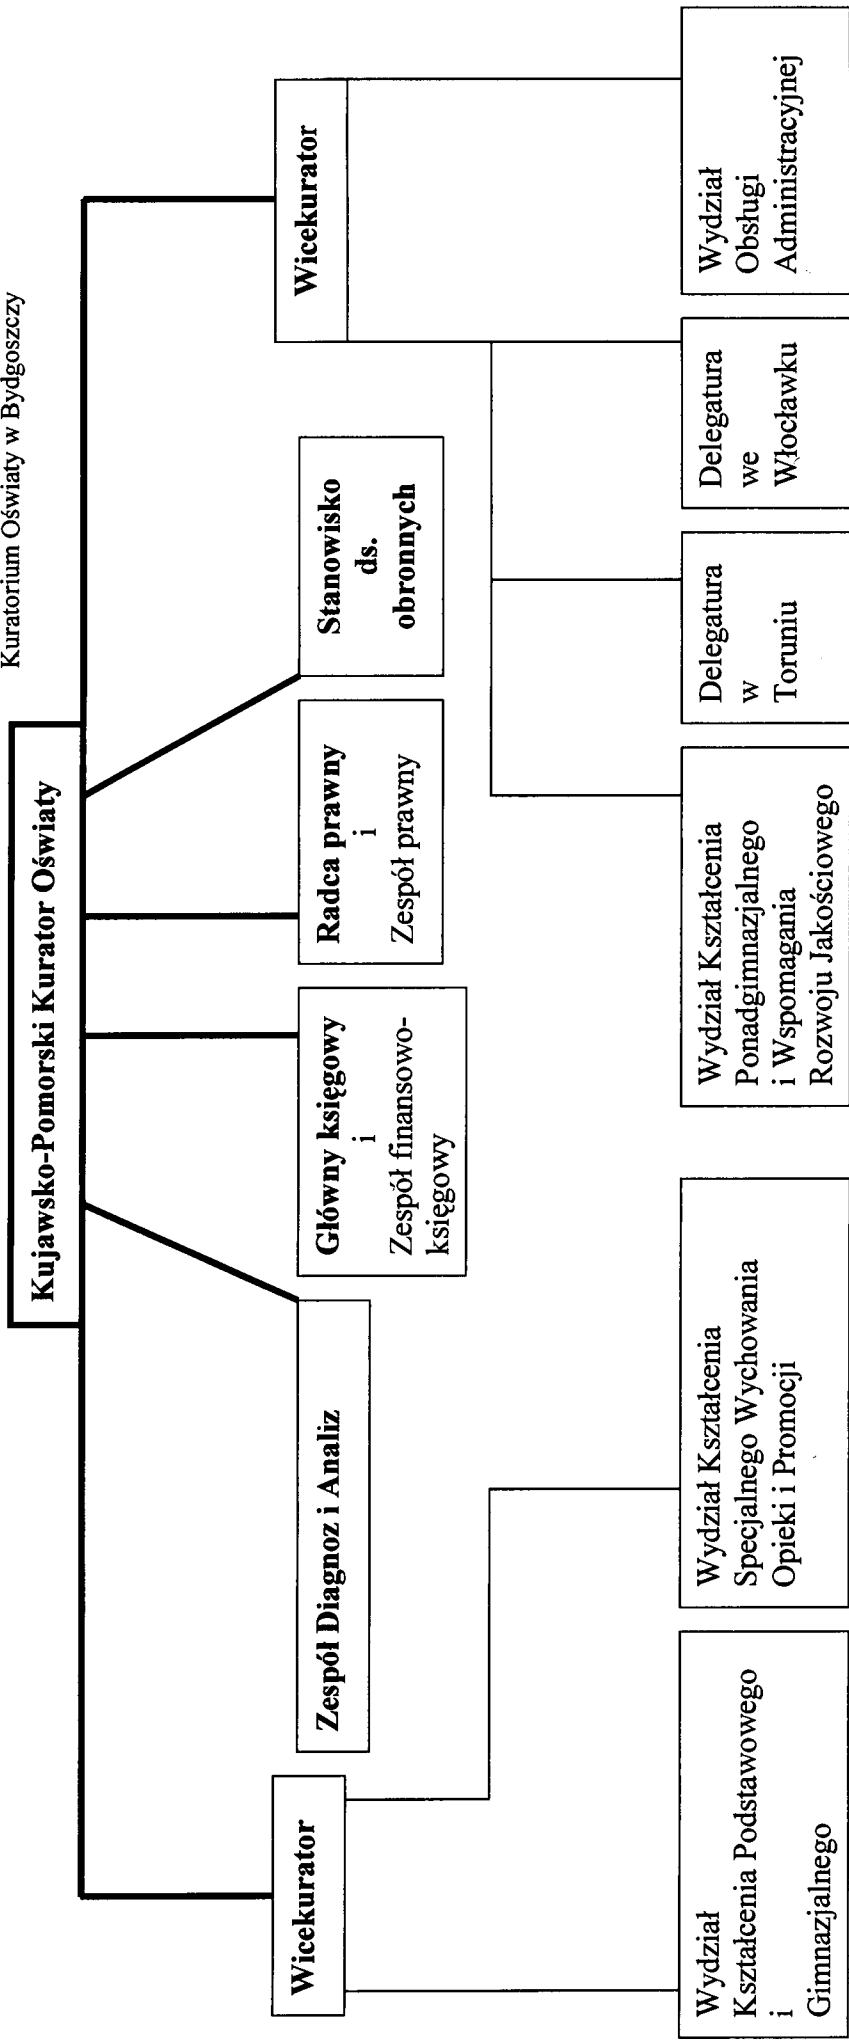 Kuratorium Oświaty w Bydgoszczy
Kujawsko-Pomorski Kurator Oświaty
Wicekurator
Zespół Diagnoz i Analiz
Główny księgowy
i
Zespół finansowo-
księgowy
Radca prawny
i
Zespół prawny
Stanowisko
ds.
obronnych
Wicekurator
Wydział
Kształcenia Podstawowego
i
Gimnazjalnego
Wydział Kształcenia
Specjalnego Wychowania
Opieki i Promocji
Wydział Kształcenia
Ponadgimnazjalnego
i Wspomagania
Rozwoju Jakościowego
Delegatura
w
Toruniu
Delegatura
we
Włocławku
Wydział
Obsługi
Administracyjnej